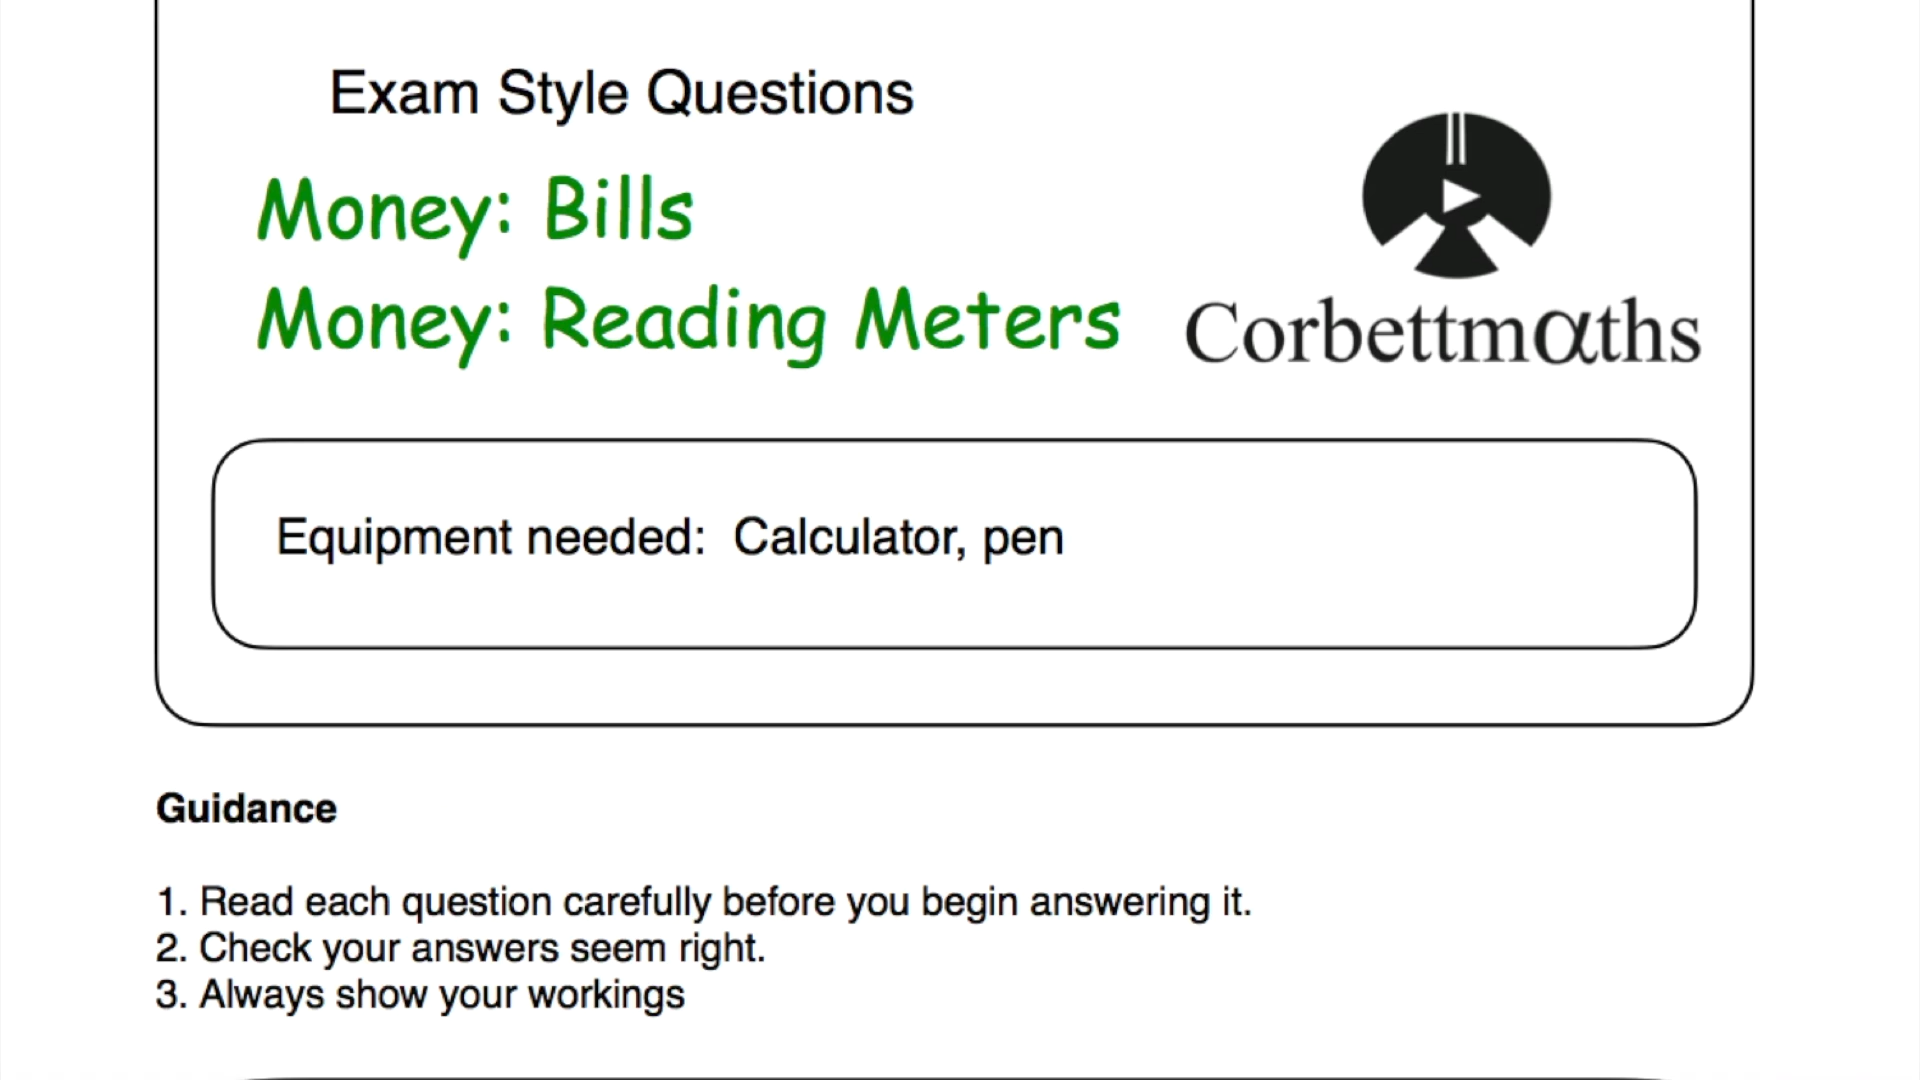 Exam Style Questions
Money: Bills
Money: Reading Meters
Corbettmαths
Equipment needed: Calculator, pen
Guidance
1. Read each question carefully before you begin answering it.
2. Check your answers seem right.
3. Always show your workings